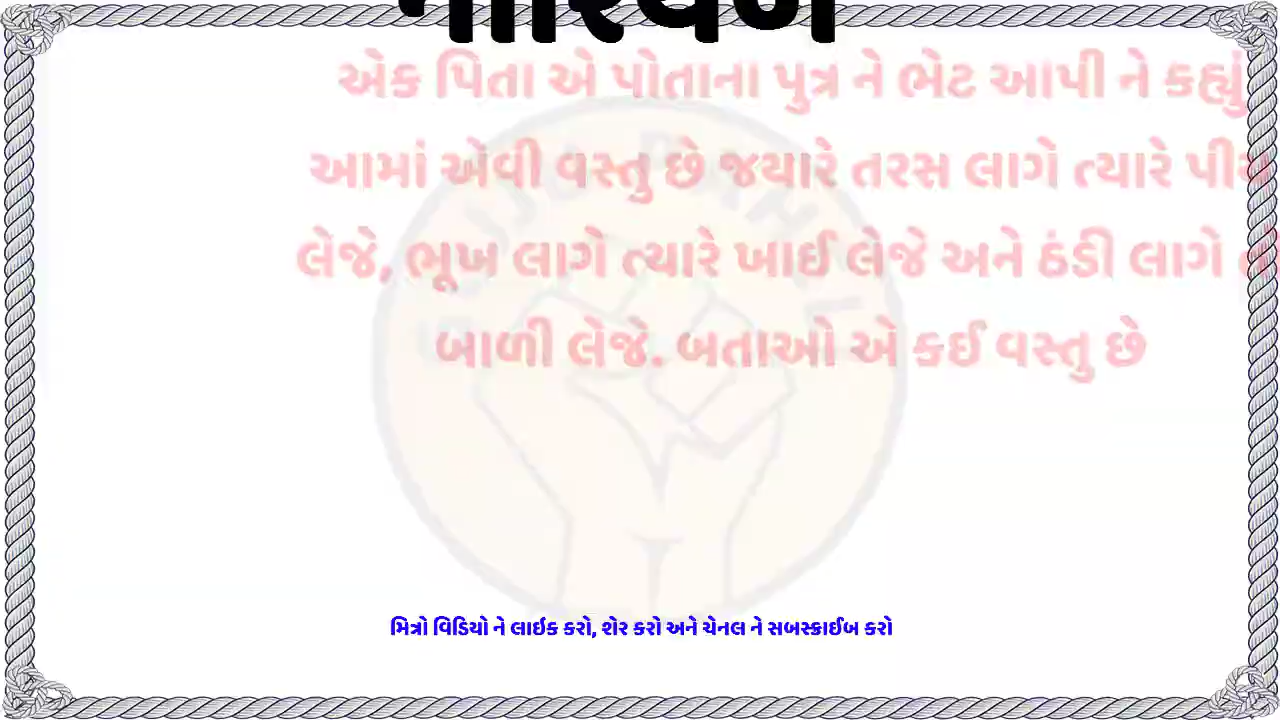 નારિયેળ
એક પિતા એ પોતાના પુત્ર ને ભેટ આપી ને કહ્યું
આમાં એવી વસ્તુ છે જયારે તરસ લાગે ત્યારે
લેજે, ભૂખ લાગે ત્યારે ખાઈ લેજે અને ઠંડી લાગે
બાળી લેજે. બતાઓ એ કઈ વસ્તુ છે
મિત્રો વિડિયો ને લાઇક કરો, શેર કરો અને ચેનલ ને સબસ્ક્રાઈબ કરો